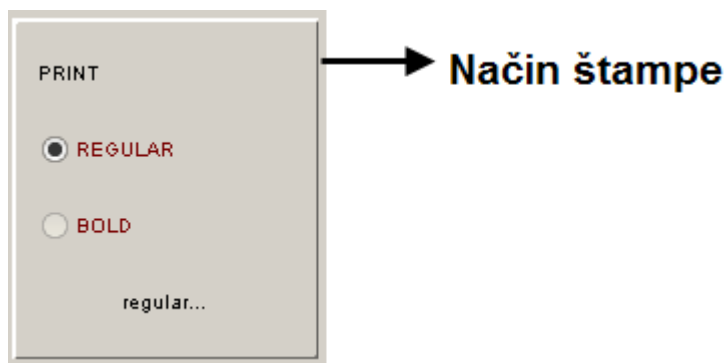 PRINT
Način štampe
REGULAR
BOLD
regular...